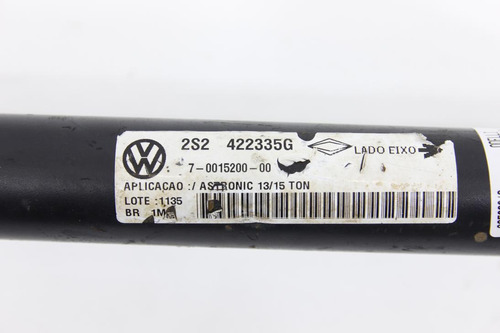 2S2 422335G
LADO EIXO
7-0015200-00
APLICACAO :/ ASTRONIC 13/15 TON
LOTE :1135
BR